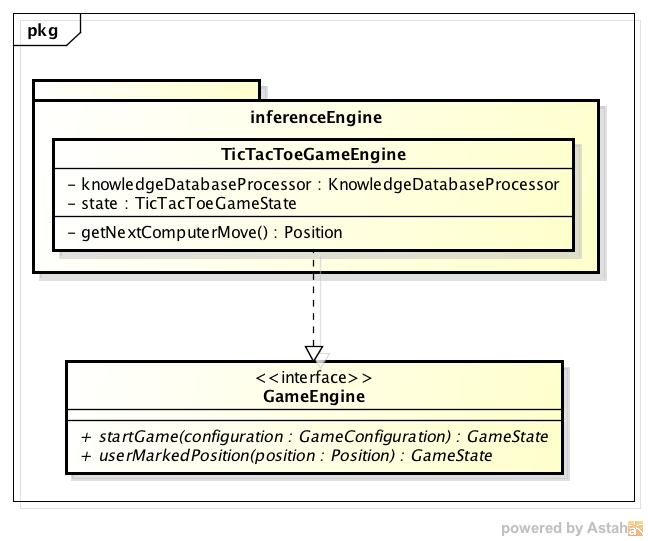 pkg
inferenceEngine
TicTacToeGameEngine
- knowledgeDatabaseProcessor : KnowledgeDatabaseProcessor
- state : TicTacToeGameState
- getNextComputerMove() : Position
<<interface>>
GameEngine
+ startGame(configuration : GameConfiguration) : GameState
+ userMarkedPosition(position : Position) : GameState
powered by Astah